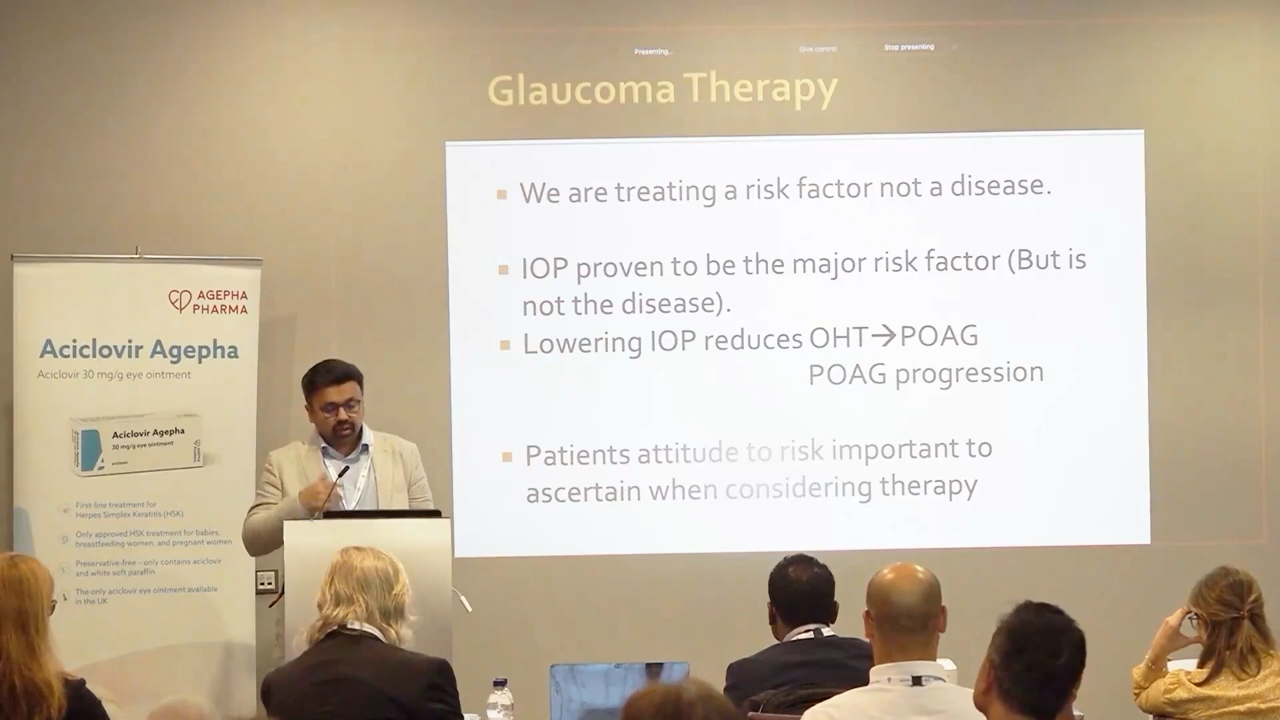 Presenting...
Give control
Stop presenting
Glaucoma Therapy
We are treating a risk factor not a disease.
IOP proven to be the major risk factor (But is
not the disease).
Lowering IOP reduces OHT→POAG
POAG progression
Patients attitude to risk important to
ascertain when considering therapy
AGEPHA
PHARMA
Aciclovir Agepha
Aciclovir 30 mg/g eye ointment
Aciclovir Agepha
30 mg/g eye ointment
First-line treatment for
Herpes Simplex Keratitis (HSK)
Only approved HSK treatment for babies,
breastfeeding women, and pregnant women
Preservative-free – only contains aciclovir
and white soft paraffin
The only aciclovir eye ointment available
in the UK